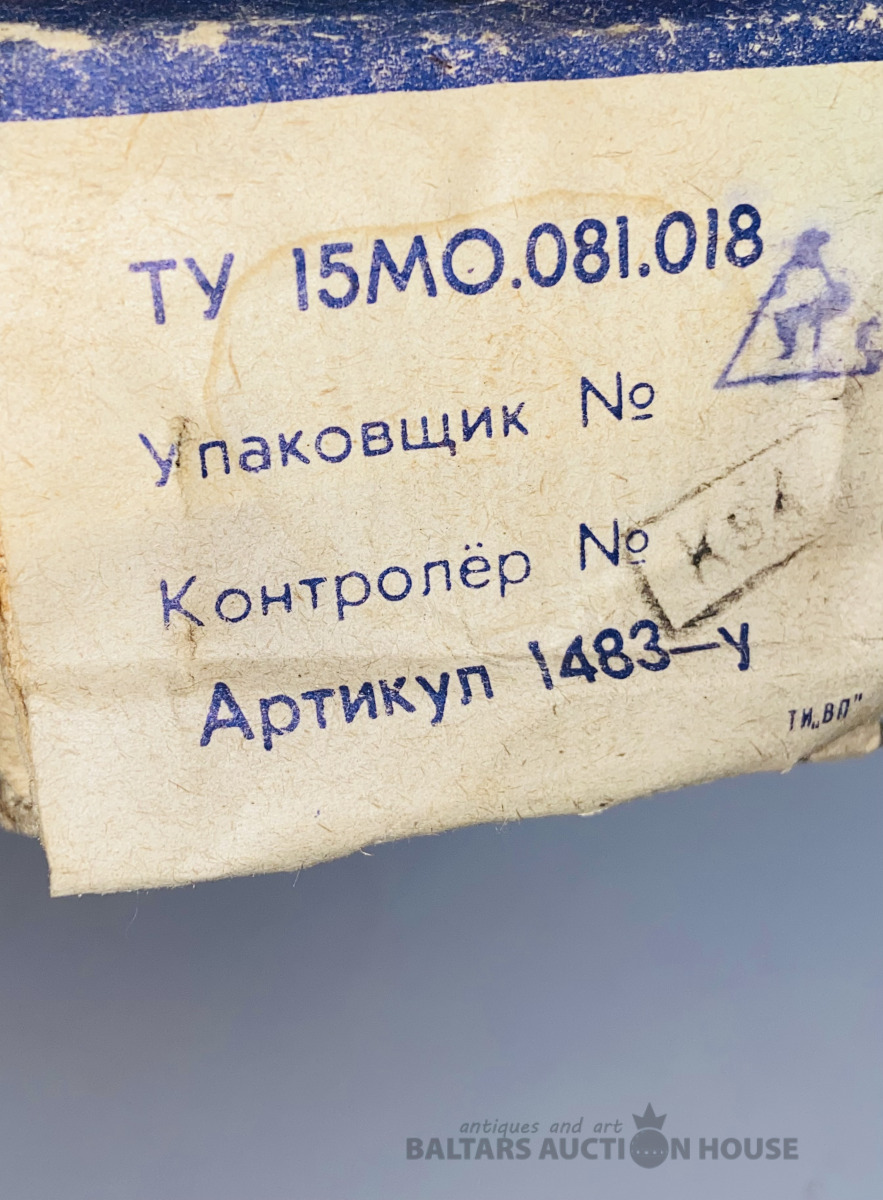 ТУ 15МО.081.018
Упаковщик №
Контролёр №
Артикул 1483—у
ТИ„ВП"
antiques and art
BALTARS AUCTION HOUSE